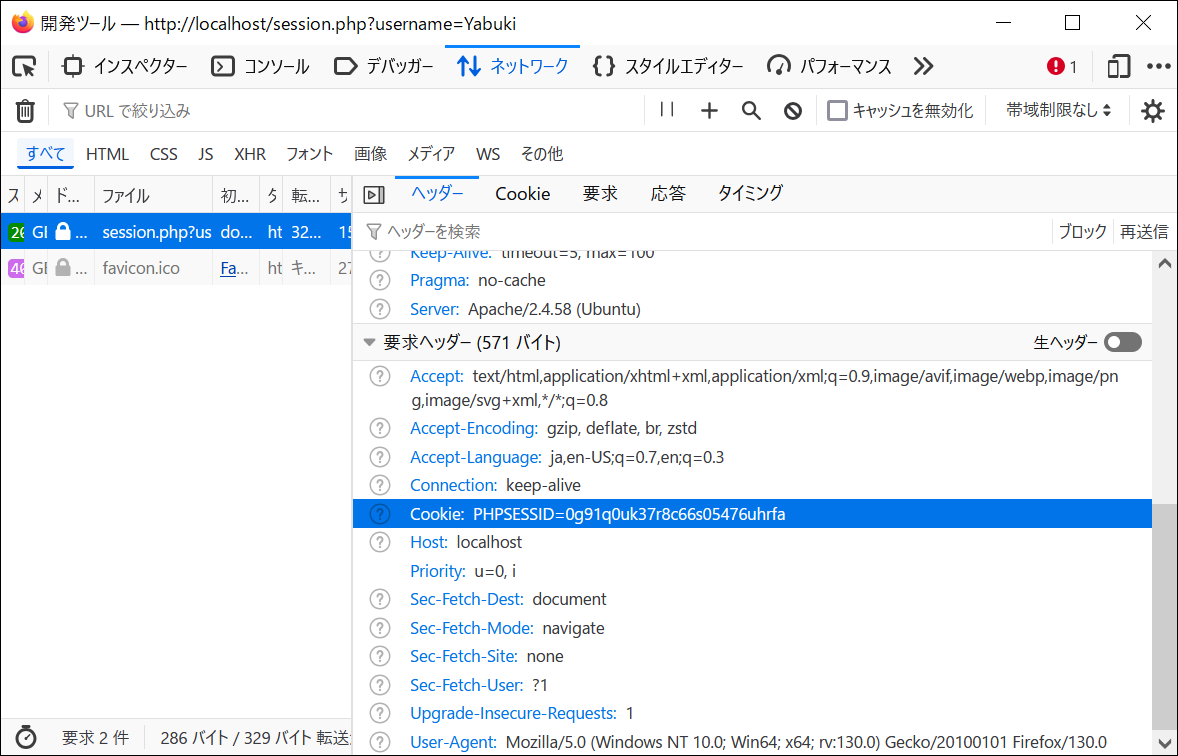 開発ツール — http://localhost/session.php?username=Yabuki
インスペクター コンソール デバッガー ネットワーク スタイルエディター パフォーマンス 1
URL で絞り込み キャッシュを無効化 帯域制限なし
すべて HTML CSS JS XHR フォント 画像 メディア WS その他
ス メ ド... ファイル 初... タ 転... サ
26 GE ... session.php?us do... ht 32... 15
46 GE ... favicon.ico Fa... ht キ... 27
ヘッダー Cookie 要求 応答 タイミング
ヘッダーを検索 ブロック 再送信
Keep-Alive: timeout=5, max=100
Pragma: no-cache
Server: Apache/2.4.58 (Ubuntu)
要求ヘッダー (571 バイト) 生ヘッダー
Accept: text/html,application/xhtml+xml,application/xml;q=0.9,image/avif,image/webp,image/pn
g,image/svg+xml,*/*;q=0.8
Accept-Encoding: gzip, deflate, br, zstd
Accept-Language: ja,en-US;q=0.7,en;q=0.3
Connection: keep-alive
Cookie: PHPSESSID=0g91q0uk37r8c66s05476uhrfa
Host: localhost
Priority: u=0, i
Sec-Fetch-Dest: document
Sec-Fetch-Mode: navigate
Sec-Fetch-Site: none
Sec-Fetch-User: ?1
Upgrade-Insecure-Requests: 1
User-Agent: Mozilla/5.0 (Windows NT 10.0; Win64; x64; rv:130.0) Gecko/20100101 Firefox/130.0
要求 2 件 286 バイト / 329 バイト 転送